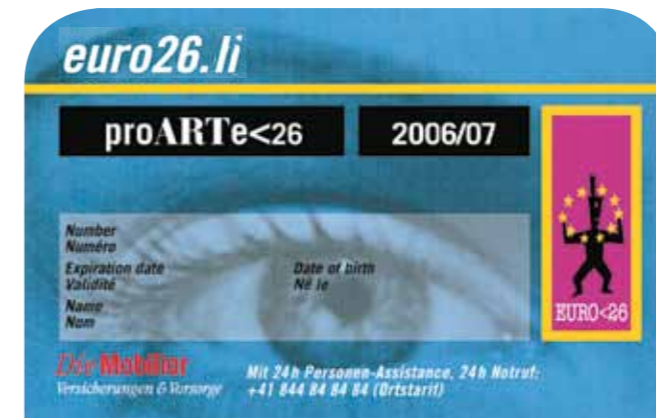 euro26.li
proARTe<26
2006/07
Number
Numéro
Expiration date
Validité
Date of birth
Né le
Name
Nom
EURO<26
Die Mobiliar
Versicherungen & Vorsorge
Mit 24h Personen-Assistance, 24h Notruf:
+41 844 84 84 84 (Ortstarif)